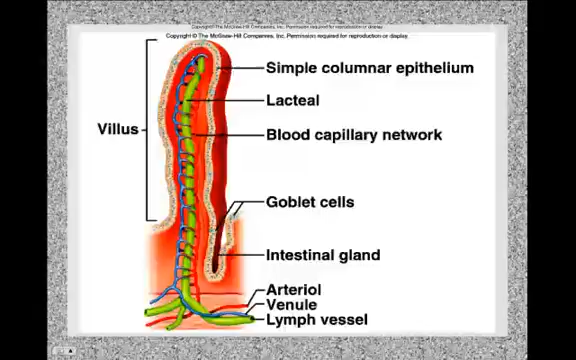 Copyright© The McGraw-Hill Companies, Inc. Permission required for reproduction or display.
Copyright © The McGraw-Hill Companies, Inc. Permission required for reproduction or display.
Simple columnar epithelium
Lacteal
Villus
Blood capillary network
Goblet cells
Intestinal gland
Arteriol
Venule
Lymph vessel